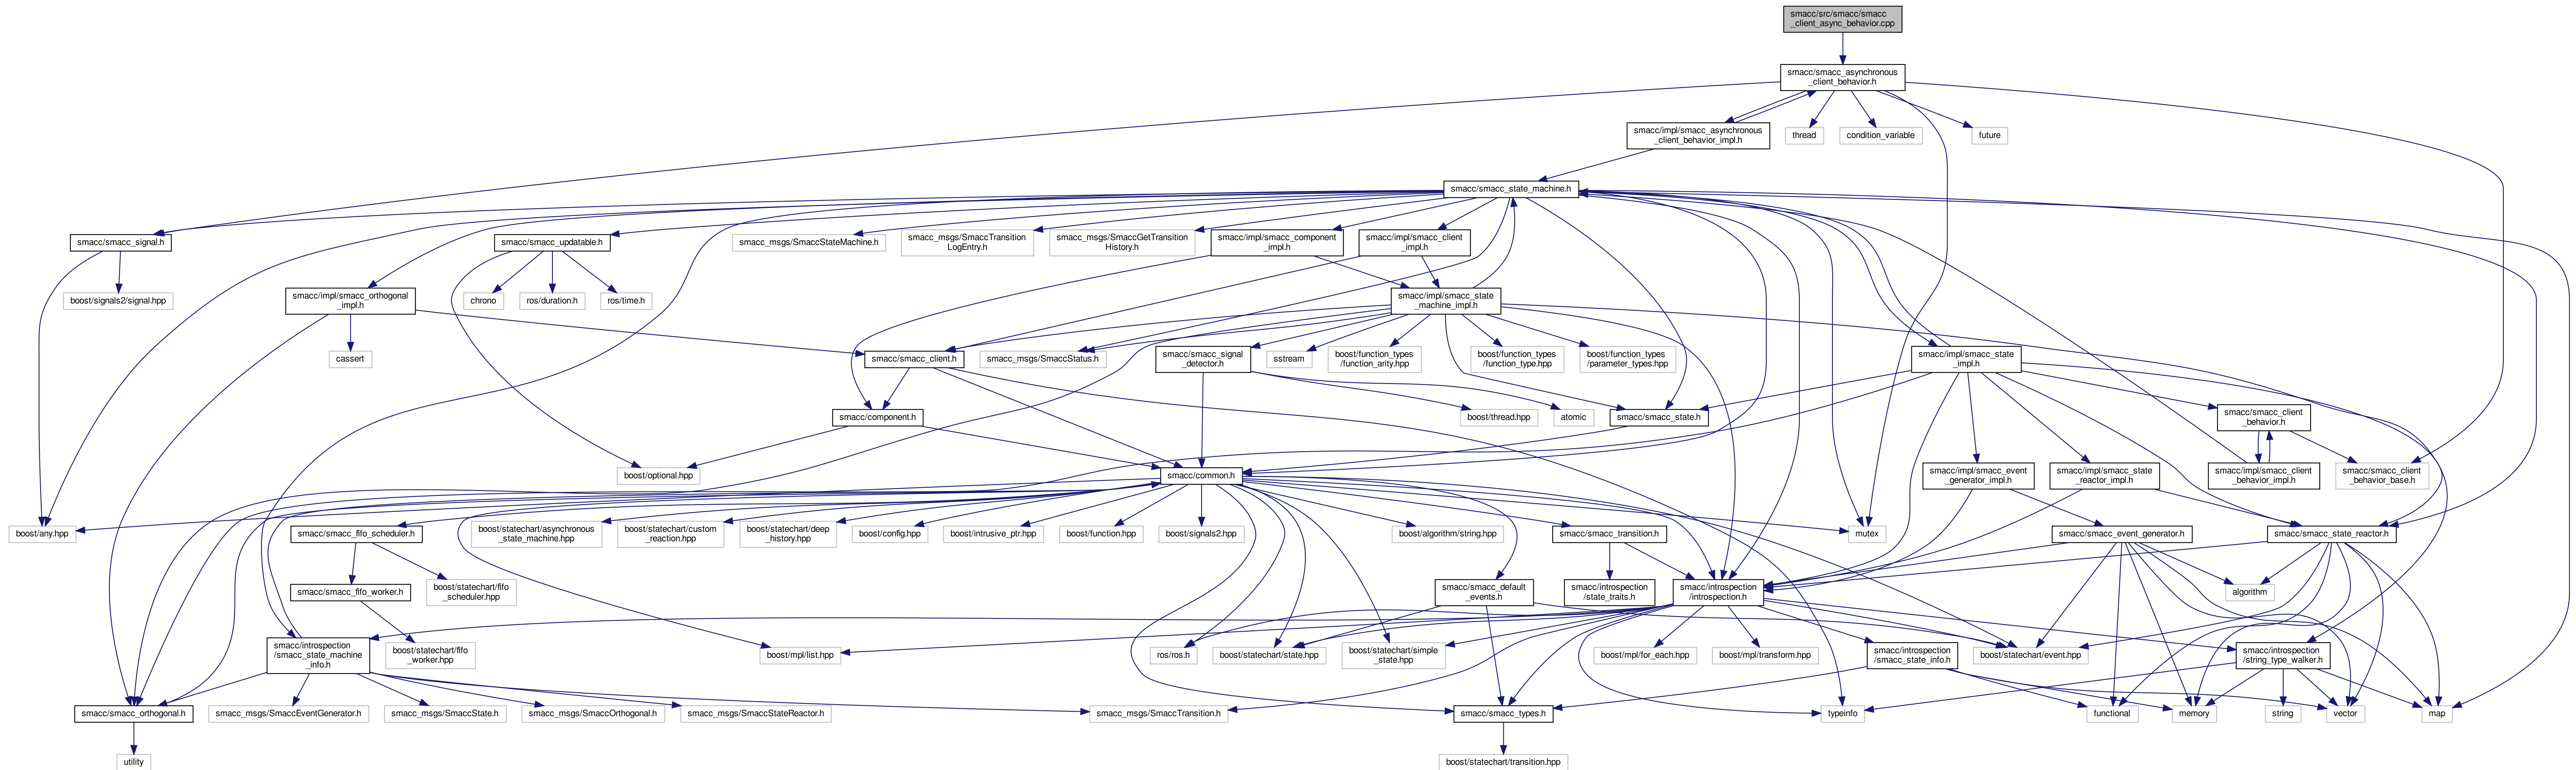 smacc/src/smacc/smacc
_client_async_behavior.cpp
smacc/smacc_asynchronous
_client_behavior.h
smacc/impl/smacc_asynchronous
_client_behavior_impl.h
thread
condition_variable
future
smacc/smacc_state_machine.h
smacc/smacc_signal.h
smacc/smacc_updatable.h
smacc_msgs/SmaccStateMachine.h
smacc_msgs/SmaccTransition
LogEntry.h
smacc_msgs/SmaccGetTransition
History.h
smacc/impl/smacc_component
_impl.h
smacc/impl/smacc_client
_impl.h
boost/signals2/signal.hpp
smacc/impl/smacc_orthogonal
_impl.h
chrono
ros/duration.h
ros/time.h
smacc/impl/smacc_state
_machine_impl.h
cassert
smacc/smacc_client.h
smacc_msgs/SmaccStatus.h
smacc/smacc_signal
_detector.h
sstream
boost/function_types
/function_arity.hpp
boost/function_types
/function_type.hpp
boost/function_types
/parameter_types.hpp
smacc/impl/smacc_state
_impl.h
smacc/component.h
boost/thread.hpp
atomic
smacc/smacc_state.h
smacc/smacc_client
_behavior.h
boost/optional.hpp
smacc/common.h
smacc/impl/smacc_event
_generator_impl.h
smacc/impl/smacc_state
_reactor_impl.h
smacc/impl/smacc_client
_behavior_impl.h
smacc/smacc_client
_behavior_base.h
boost/any.hpp
smacc/smacc_fifo_scheduler.h
boost/statechart/asynchronous
_state_machine.hpp
boost/statechart/custom
_reaction.hpp
boost/statechart/deep
_history.hpp
boost/config.hpp
boost/intrusive_ptr.hpp
boost/function.hpp
boost/signals2.hpp
boost/algorithm/string.hpp
smacc/smacc_transition.h
mutex
smacc/smacc_event_generator.h
smacc/smacc_state_reactor.h
smacc/smacc_fifo_worker.h
boost/statechart/fifo
_scheduler.hpp
smacc/smacc_default
_events.h
smacc/introspection
/state_traits.h
smacc/introspection
/introspection.h
algorithm
smacc/introspection
/smacc_state_machine
_info.h
boost/statechart/fifo
_worker.hpp
boost/mpl/list.hpp
ros/ros.h
boost/statechart/state.hpp
boost/statechart/simple
_state.hpp
boost/mpl/for_each.hpp
boost/mpl/transform.hpp
smacc/introspection
/smacc_state_info.h
boost/statechart/event.hpp
smacc/introspection
/string_type_walker.h
smacc/smacc_orthogonal.h
smacc_msgs/SmaccEventGenerator.h
smacc_msgs/SmaccState.h
smacc_msgs/SmaccOrthogonal.h
smacc_msgs/SmaccStateReactor.h
smacc_msgs/SmaccTransition.h
smacc/smacc_types.h
typeinfo
functional
memory
string
vector
map
utility
boost/statechart/transition.hpp